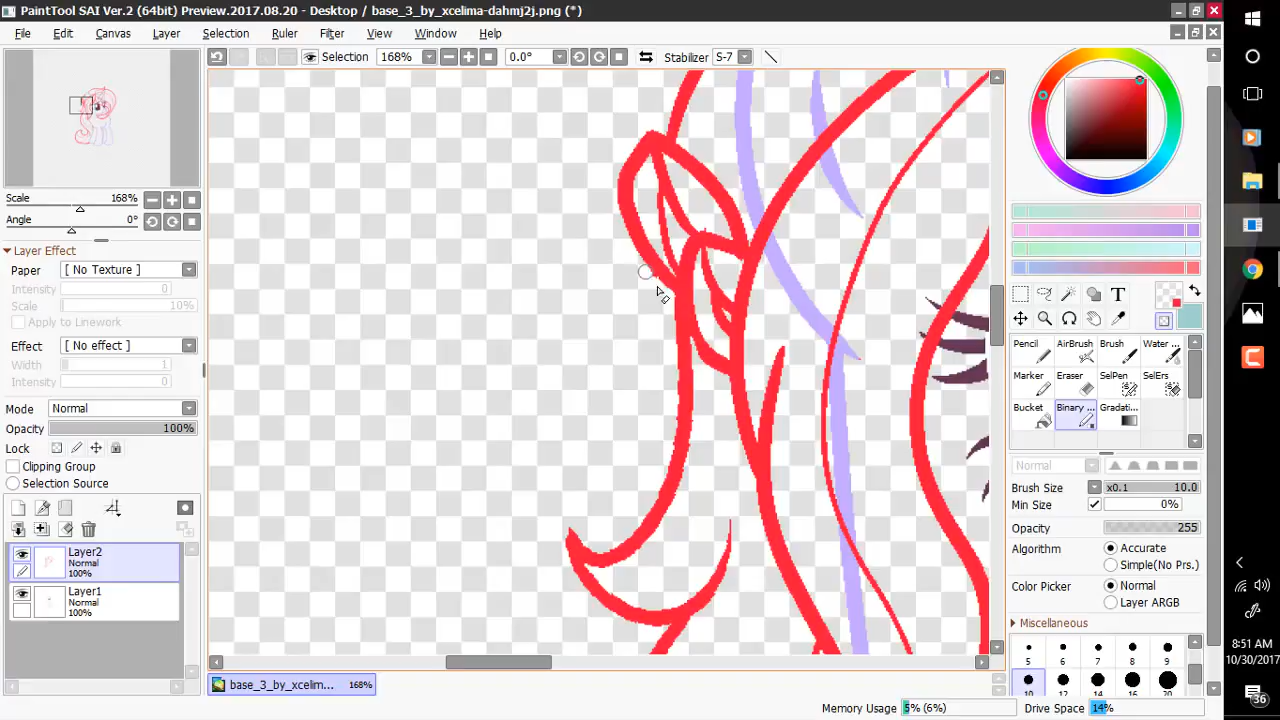 PaintTool SAI Ver.2 (64bit) Preview.2017.08.20 - Desktop / base_3_by_xcelima-dahmj2j.png (*)
File Edit Canvas Layer Selection Ruler Filter View Window Help
Selection 168% 0.0° Stabilizer S-7
Scale 168%
Angle 0°
Layer Effect
Paper [ No Texture ]
Intensity 0
Scale 10%
Apply to Linework
Effect [ No effect ]
Width 1
Intensity 0
Mode Normal
Opacity 100%
Lock
Clipping Group
Selection Source
Layer2
Normal
100%
Layer1
Normal
100%
T
Pencil AirBrush Brush Water ...
Marker Eraser SelPen SelErs
Bucket Binary ... Gradati...
Normal
Brush Size x0.1 10.0
Min Size 0%
Opacity 255
Algorithm Accurate
Simple(No Prs.)
Color Picker Normal
Layer ARGB
Miscellaneous
5 6 7 8 9
10 12 14 16 20
base_3_by_xcelim... 168%
Memory Usage 5% (6%) Drive Space 14%
8:51 AM
10/30/2017
36